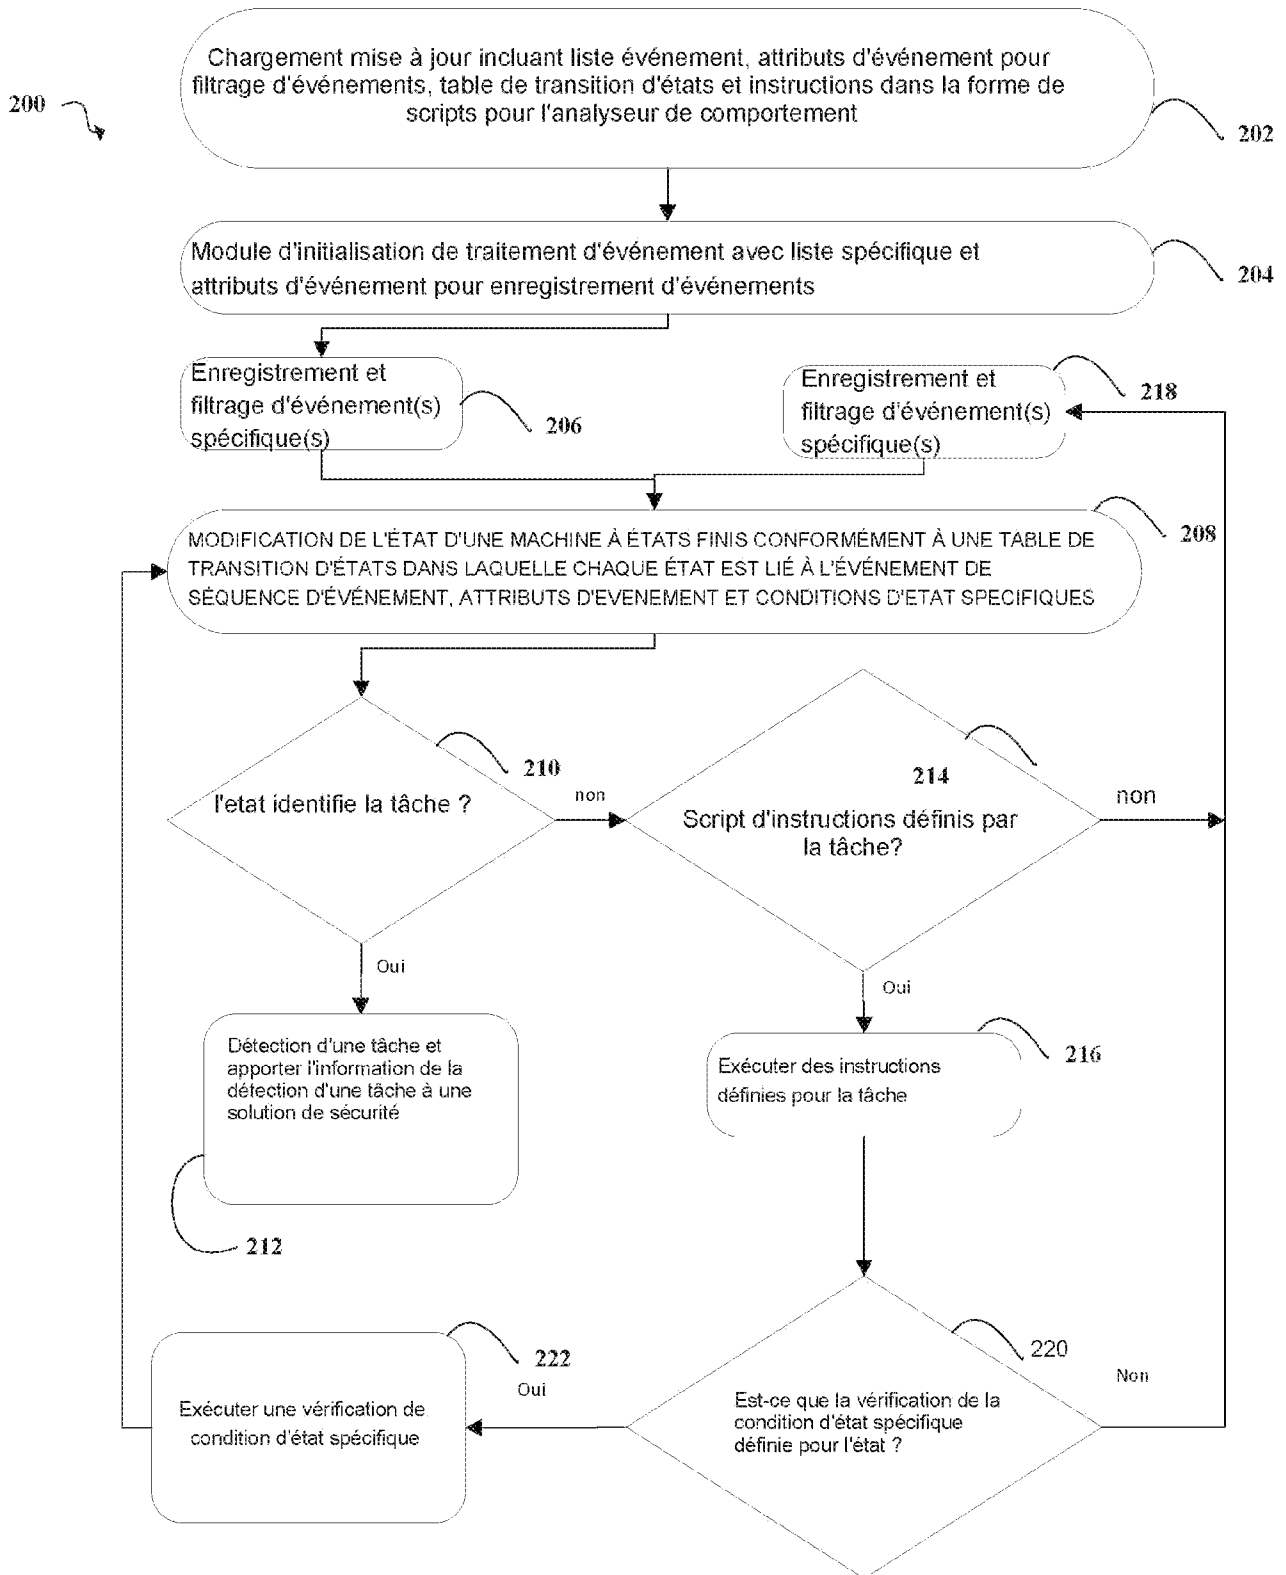 Chargement mise à jour incluant liste événement, attributs d'événement pour
filtrage d'événements, table de transition d'états et instructions dans la forme de
scripts pour l'analyseur de comportement
200
202
Module d'initialisation de traitement d'événement avec liste spécifique et
attributs d'événement pour enregistrement d'événements
204
Enregistrement et
filtrage d'événement(s)
spécifique(s)
206
Enregistrement et
filtrage d'événement(s)
spécifique(s)
218
MODIFICATION DE L'ÉTAT D'UNE MACHINE À ÉTATS FINIS CONFORMÉMENT À UNE TABLE DE
TRANSITION D'ÉTATS DANS LAQUELLE CHAQUE ÉTAT EST LIÉ À L'ÉVÉNEMENT DE
SÉQUENCE D'ÉVÉNEMENT, ATTRIBUTS D'EVENEMENT ET CONDITIONS D'ETAT SPECIFIQUES
208
210
l'etat identifie la tâche ?
non
214
Script d'instructions définis par
la tâche?
non
Oui
Oui
Détection d'une tâche et
apporter l'information de la
détection d'une tâche à une
solution de sécurité
212
216
Exécuter des instructions
définies pour la tâche
220
Est-ce que la vérification de la
condition d'état spécifique
définie pour l'état ?
Non
Oui
222
Exécuter une vérification de
condition d'état spécifique